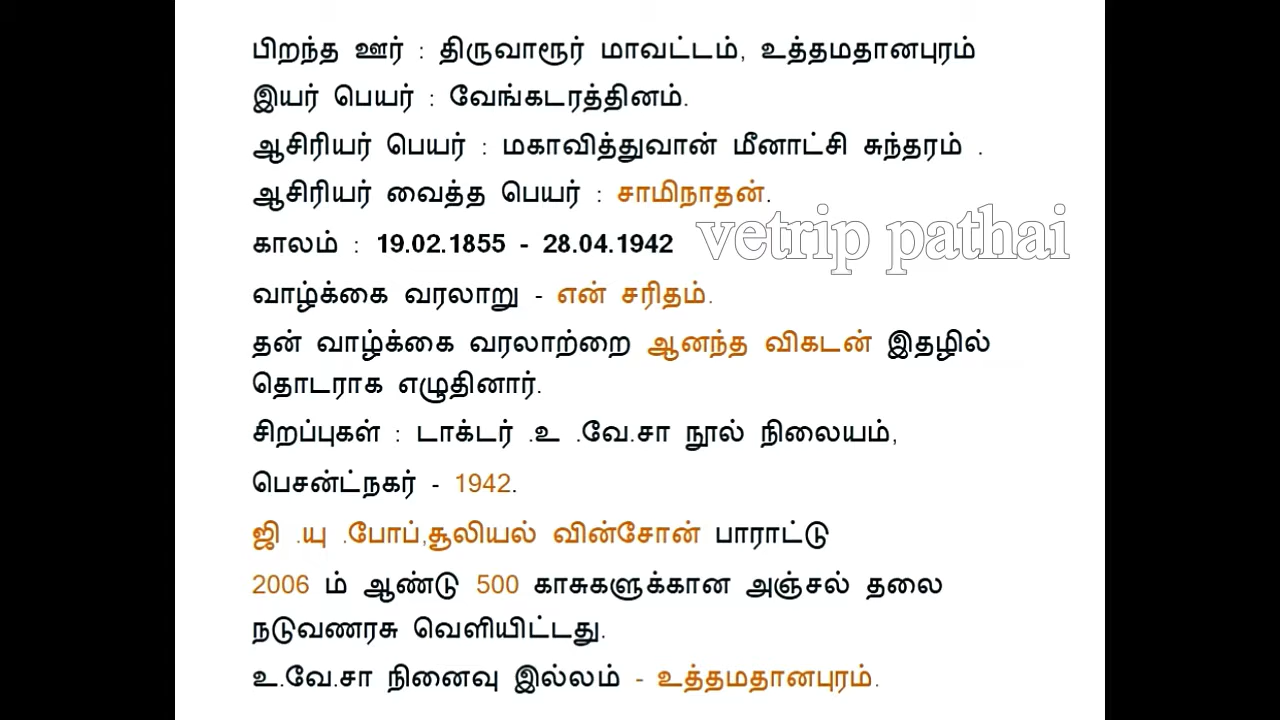 பிறந்த ஊர் : திருவாரூர் மாவட்டம், உத்தமதானபுரம்
இயர் பெயர் : வேங்கடரத்தினம்.
ஆசிரியர் பெயர் : மகாவித்துவான் மீனாட்சி சுந்தரம் .
ஆசிரியர் வைத்த பெயர் : சாமிநாதன்.
காலம் : 19.02.1855 - 28.04.1942
vetrip pathai
வாழ்க்கை வரலாறு - என் சரிதம்.
தன் வாழ்க்கை வரலாற்றை ஆனந்த விகடன் இதழில்
தொடராக எழுதினார்.
சிறப்புகள் : டாக்டர் .உ .வே.சா நூல் நிலையம்,
பெசன்ட்நகர் - 1942.
ஜி .யு .போப்,சூலியல் வின்சோன் பாராட்டு
2006 ம் ஆண்டு 500 காசுகளுக்கான அஞ்சல் தலை
நடுவணரசு வெளியிட்டது.
உ.வே.சா நினைவு இல்லம் - உத்தமதானபுரம்.